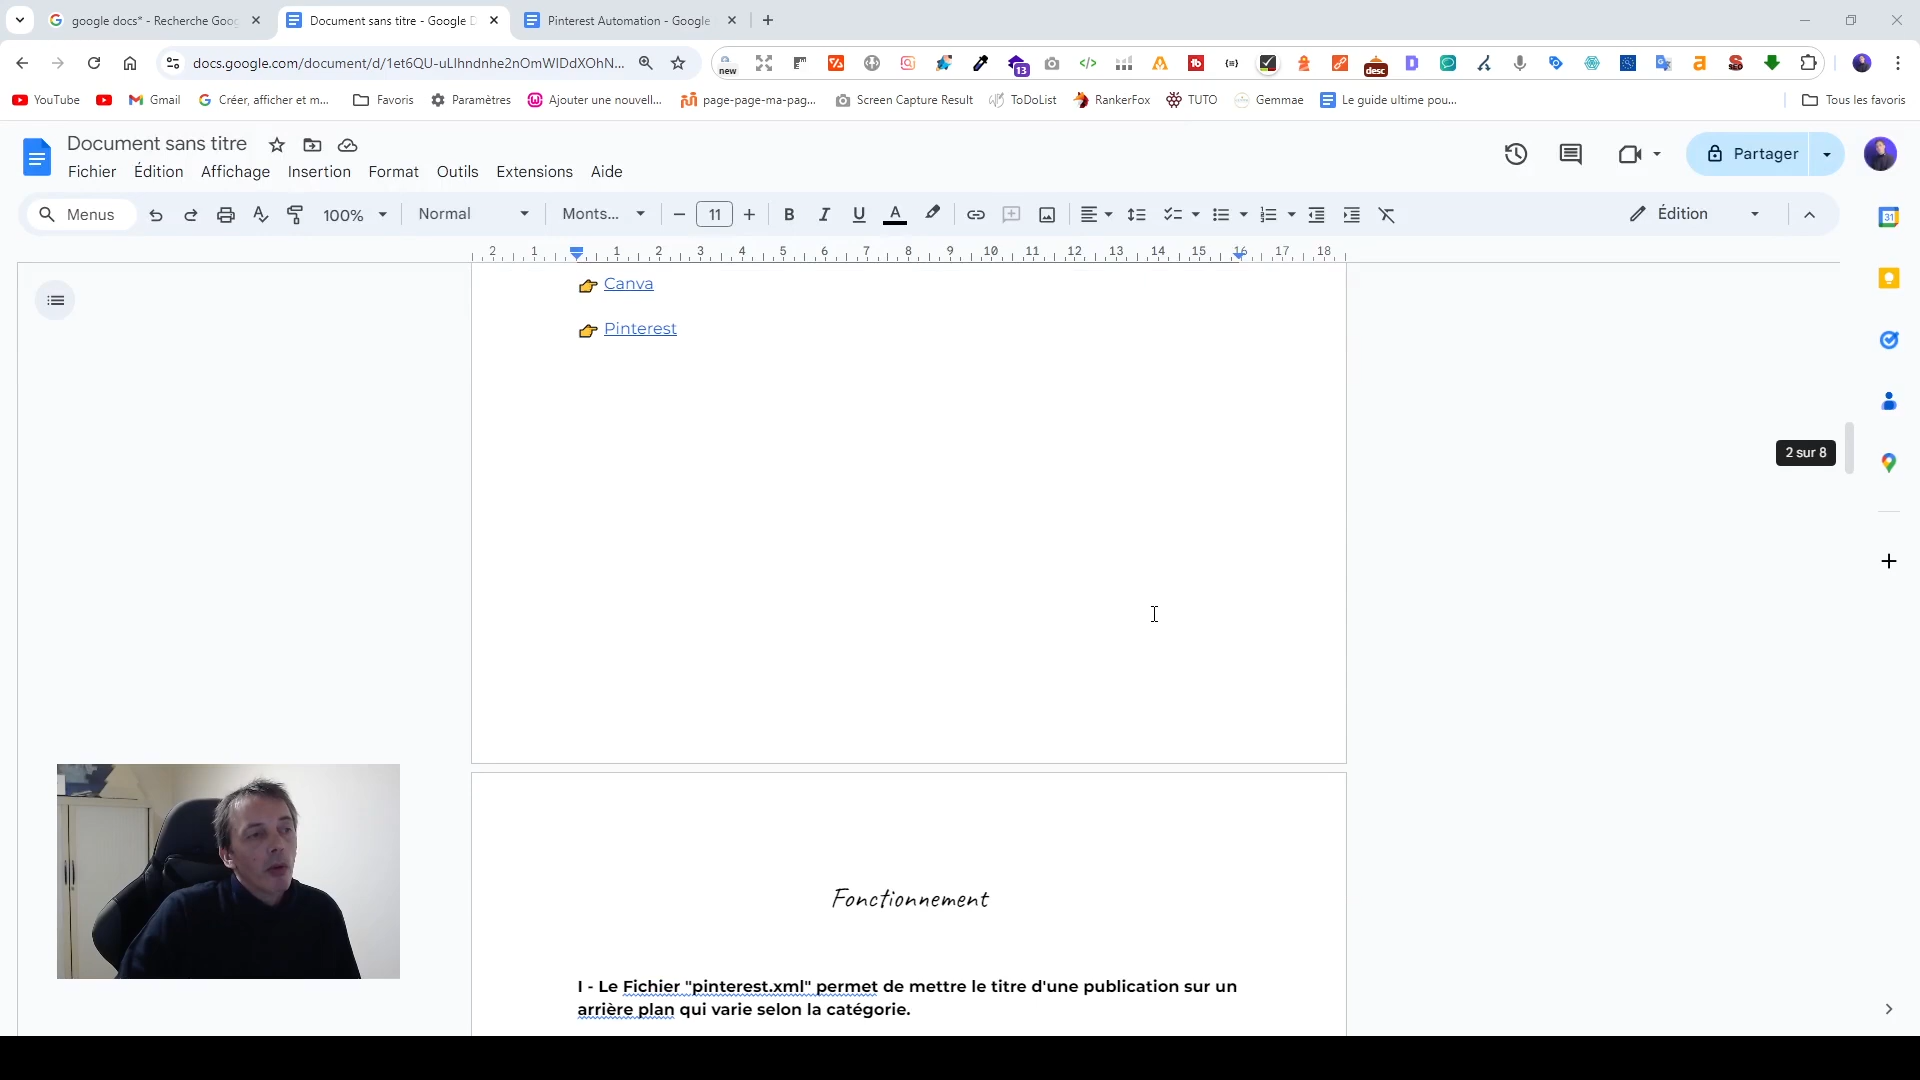 google docs* - Recherche Goog
Document sans titre - Google D
Pinterest Automation - Google
docs.google.com/document/d/1et6QU-uLlhndnhe2nOmWIDdXOhN...
new
13
desc
YouTube
Gmail
Créer, afficher et m...
Favoris
Paramètres
Ajouter une nouvell...
page-page-ma-pag...
Screen Capture Result
ToDoList
RankerFox
TUTO
Gemmae
Le guide ultime pou...
Tous les favoris
Document sans titre
Partager
Fichier Édition Affichage Insertion Format Outils Extensions Aide
Menus
100%
Normal
Monts...
11
Édition
2 1 1 2 3 4 5 6 7 8 9 10 11 12 13 14 15 16 17 18
👉 Canva
👉 Pinterest
2 sur 8
Fonctionnement
I - Le Fichier "pinterest.xml" permet de mettre le titre d'une publication sur un
arrière plan qui varie selon la catégorie.